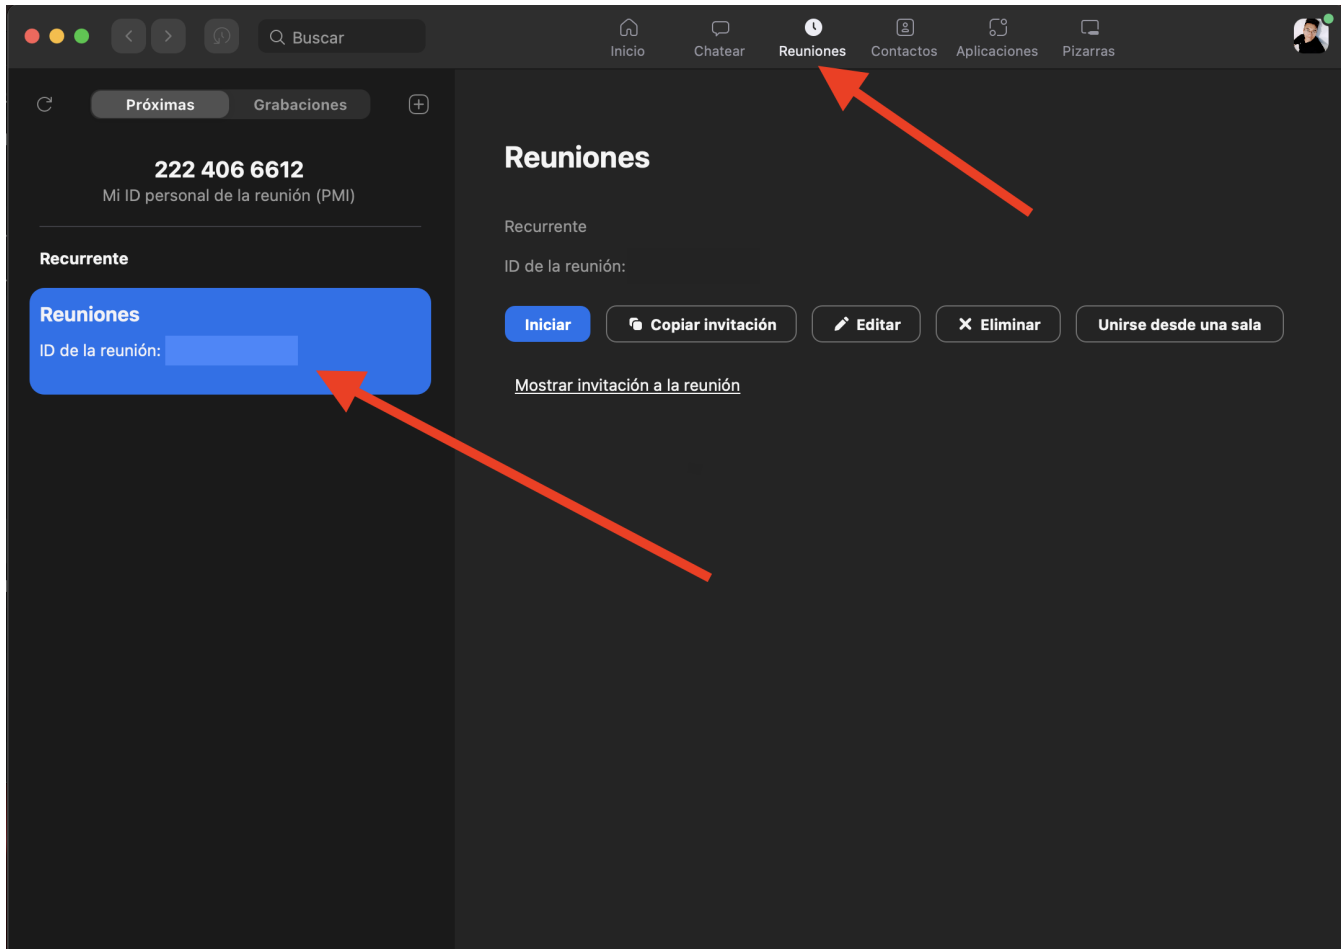 Buscar
Inicio
Chatear
Reuniones
Contactos
Aplicaciones
Pizarras
Próximas
Grabaciones
222 406 6612
Mi ID personal de la reunión (PMI)
Recurrente
Reuniones
ID de la reunión:
Reuniones
Recurrente
ID de la reunión:
Iniciar
Copiar invitación
Editar
Eliminar
Unirse desde una sala
Mostrar invitación a la reunión